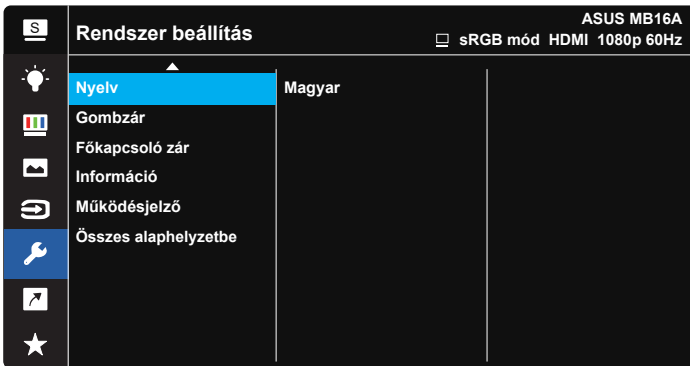 S
Rendszer beállítás
ASUS MB16A
sRGB mód HDMI 1080p 60Hz
Nyelv Magyar
Gombzár
Főkapcsoló zár
Információ
Működésjelző
Összes alaphelyzetbe